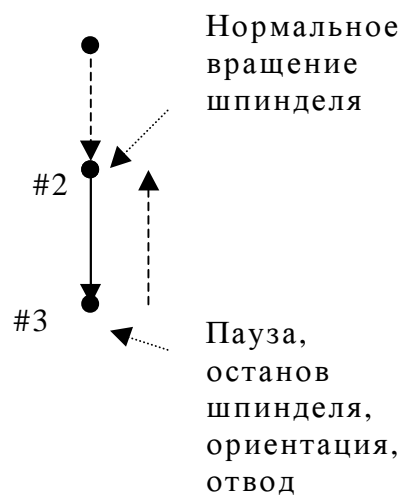 Нормальное
вращение
шпинделя
#2
#3
Пауза,
останов
шпинделя,
ориентация,
отвод